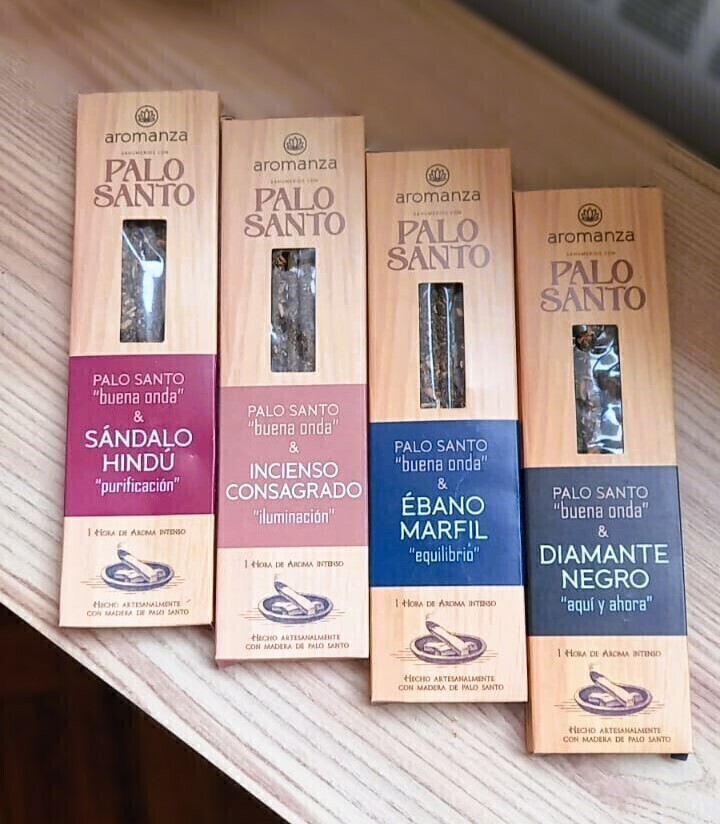 aromanza
SAHUMERIOS CON
PALO
SANTO
PALO SANTO
"buena onda"
&
SÁNDALO
HINDÚ
"purificación"
1 HORA DE AROMA INTENSO
HECHO ARTESANALMENTE
CON MADERA DE PALO SANTO
aromanza
SAHUMERIOS CON
PALO
SANTO
PALO SANTO
"buena onda"
&
INCIENSO
CONSAGRADO
"iluminación"
1 HORA DE AROMA INTENSO
HECHO ARTESANALMENTE
CON MADERA DE PALO SANTO
aromanza
SAHUMERIOS CON
PALO
SANTO
PALO SANTO
"buena onda"
&
ÉBANO
MARFIL
"equilibrio"
1 HORA DE AROMA INTENSO
HECHO ARTESANALMENTE
CON MADERA DE PALO SANTO
aromanza
SAHUMERIOS CON
PALO
SANTO
PALO SANTO
"buena onda"
&
DIAMANTE
NEGRO
"aquí y ahora"
1 HORA DE AROMA INTENSO
HECHO ARTESANALMENTE
CON MADERA DE PALO SANTO